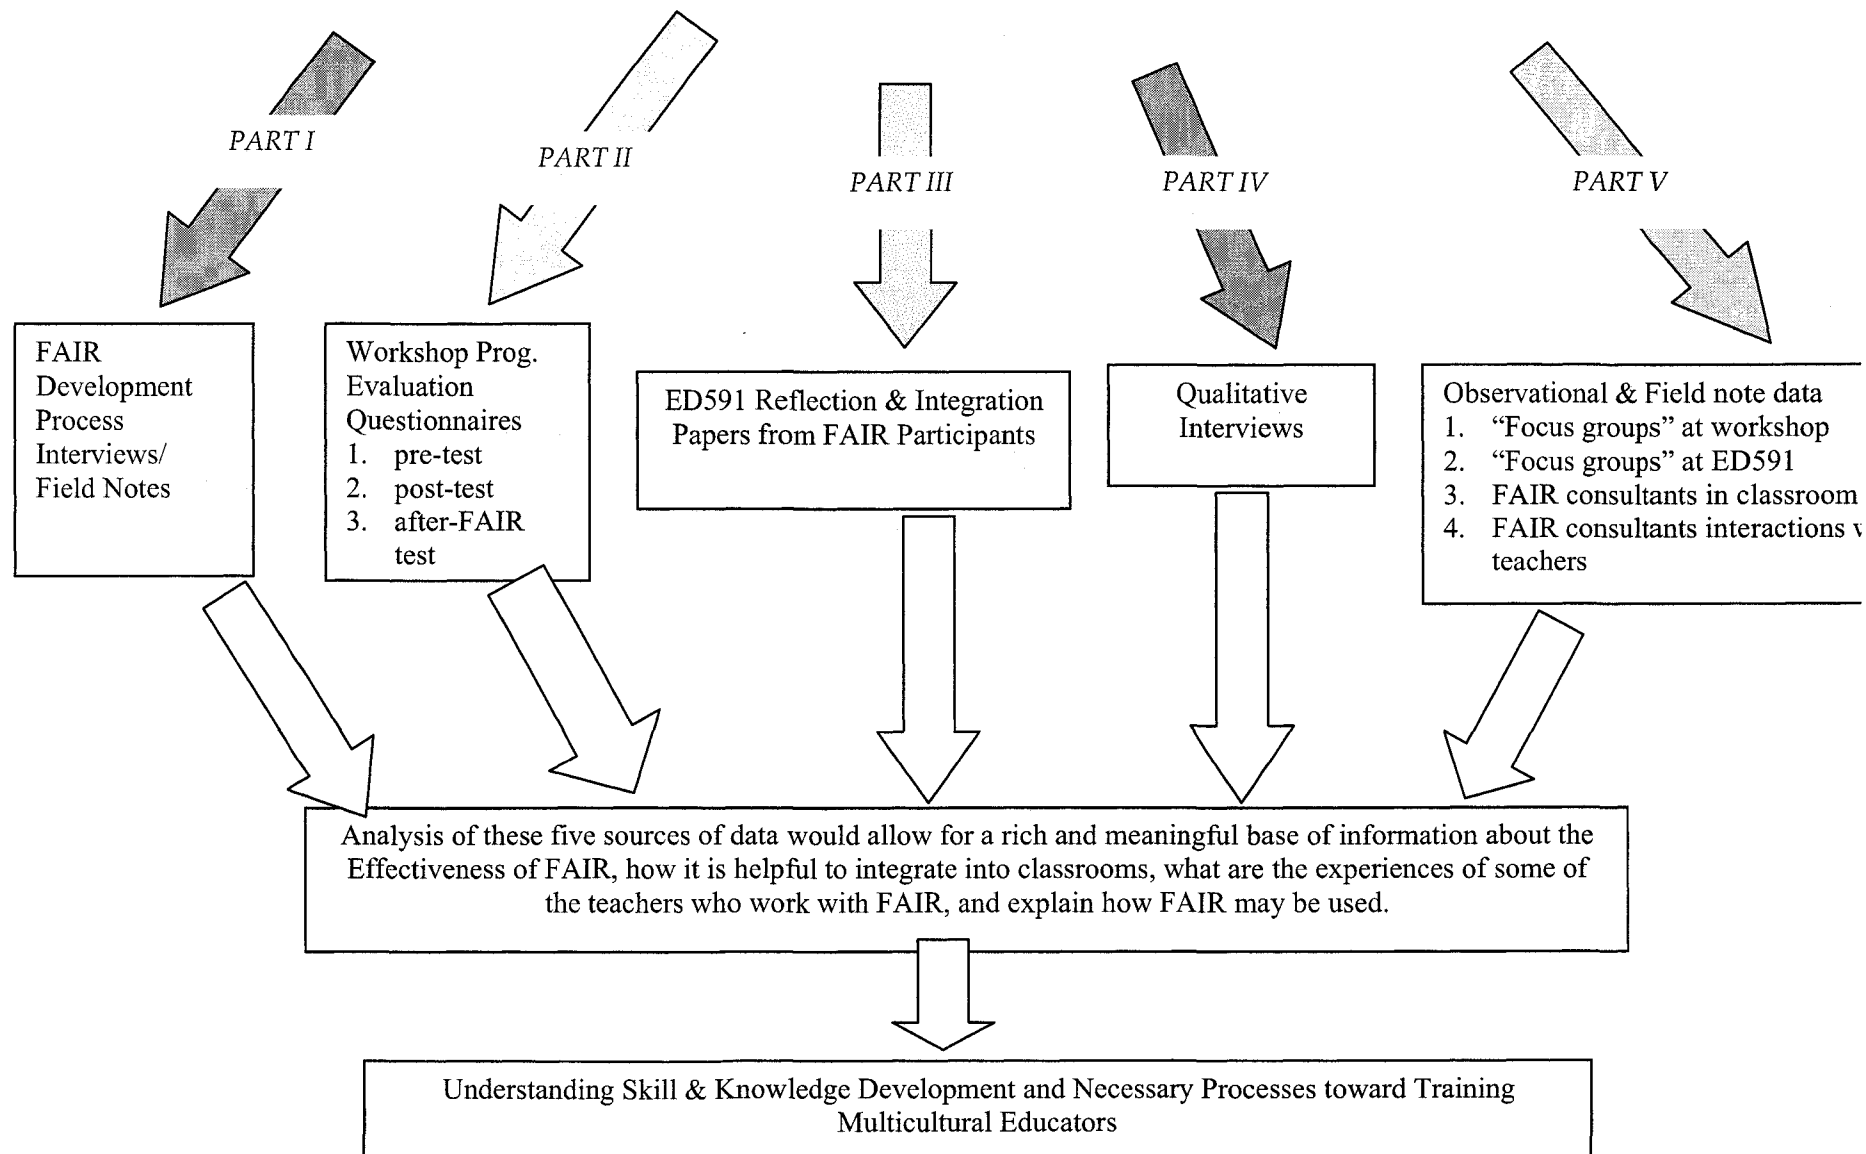 PART I
PART II
PART III
PART IV
PART V
FAIR
Development
Process
Interviews/
Field Notes
Workshop Prog.
Evaluation
Questionnaires
1. pre-test
2. post-test
3. after-FAIR
test
ED591 Reflection & Integration
Papers from FAIR Participants
Qualitative
Interviews
Observational & Field note data
1. “Focus groups” at workshop
2. “Focus groups” at ED591
3. FAIR consultants in classroom
4. FAIR consultants interactions
teachers
Analysis of these five sources of data would allow for a rich and meaningful base of information about the
Effectiveness of FAIR, how it is helpful to integrate into classrooms, what are the experiences of some of
the teachers who work with FAIR, and explain how FAIR may be used.
Understanding Skill & Knowledge Development and Necessary Processes toward Training
Multicultural Educators